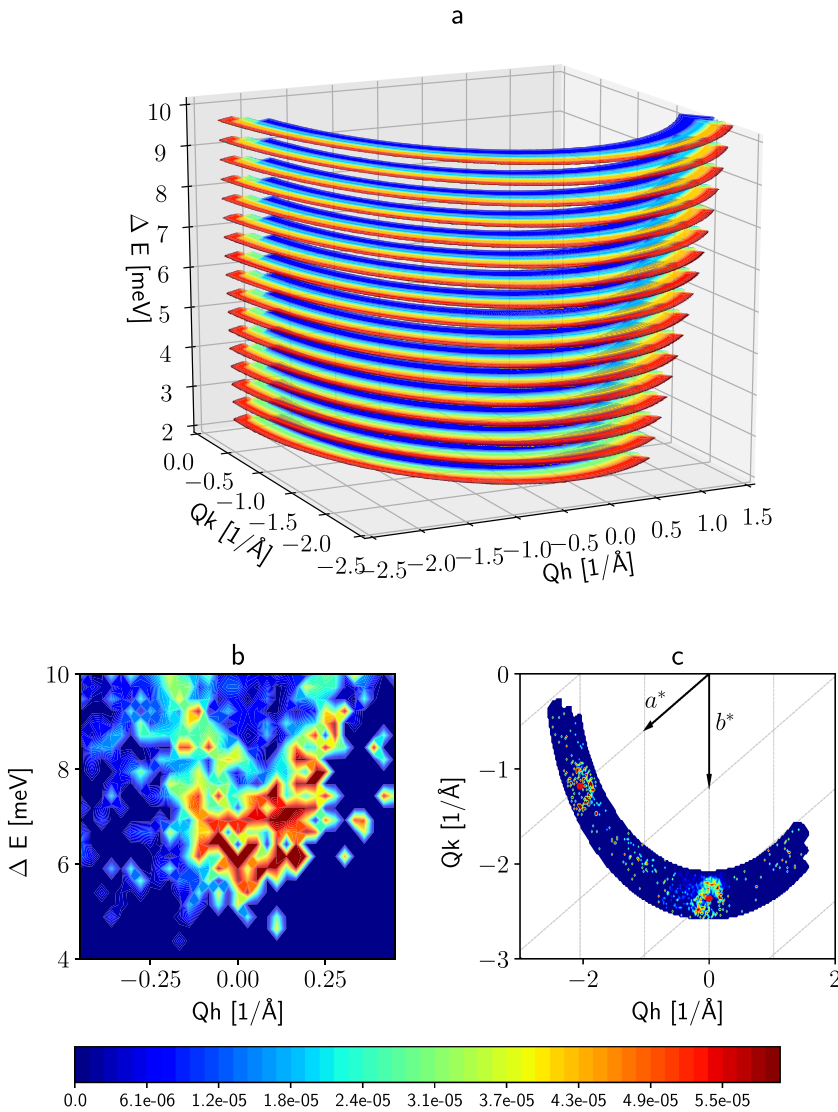 a
10
9
8
7
6
5
4
3
2
Δ E [meV]
0.0
−0.5
−1.0
−1.5
−2.0
−2.5
Qk [1/Å]
−2.5
−2.0
−1.5
−1.0
−0.5
0.0
0.5
1.0
1.5
Qh [1/Å]
b
10
8
6
4
Δ E [meV]
−0.25
0.00
0.25
Qh [1/Å]
c
0
−1
−2
−3
Qk [1/Å]
a*
b*
−2
0
2
Qh [1/Å]
0.0 6.1e-06 1.2e-05 1.8e-05 2.4e-05 3.1e-05 3.7e-05 4.3e-05 4.9e-05 5.5e-05